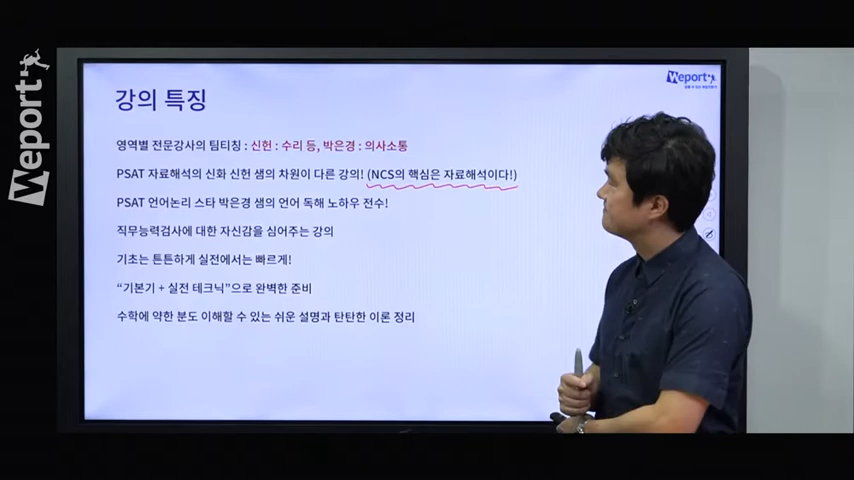 Weport
Weport
강의 특징
영역별 전문강사의 팀티칭 : 신헌 : 수리 등, 박은경 : 의사소통
PSAT 자료해석의 신화 신헌 샘의 차원이 다른 강의! (NCS의 핵심은 자료해석이다!)
PSAT 언어논리 스타 박은경 샘의 언어 독해 노하우 전수!
직무능력검사에 대한 자신감을 심어주는 강의
기초는 튼튼하게 실전에서는 빠르게!
“기본기 + 실전 테크닉”으로 완벽한 준비
수학에 약한 분도 이해할 수 있는 쉬운 설명과 탄탄한 이론 정리